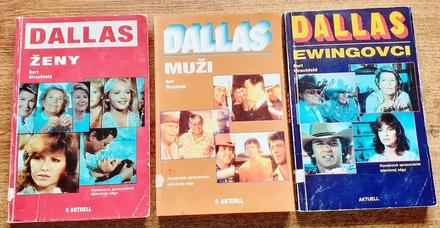 DALLAS
ŽENY
Burt
Hirschfeld
Románové spracovanie
televíznej ságy
S AKTUELL
DALLAS
MUŽI
Burt
Hirschfeld
Románové spracovanie
televíznej ságy
S AKTUELL
DALLAS
EWINGOVCI
Burt
Hirschfeld
Románové spracovanie
televíznej ságy
AKTUELL